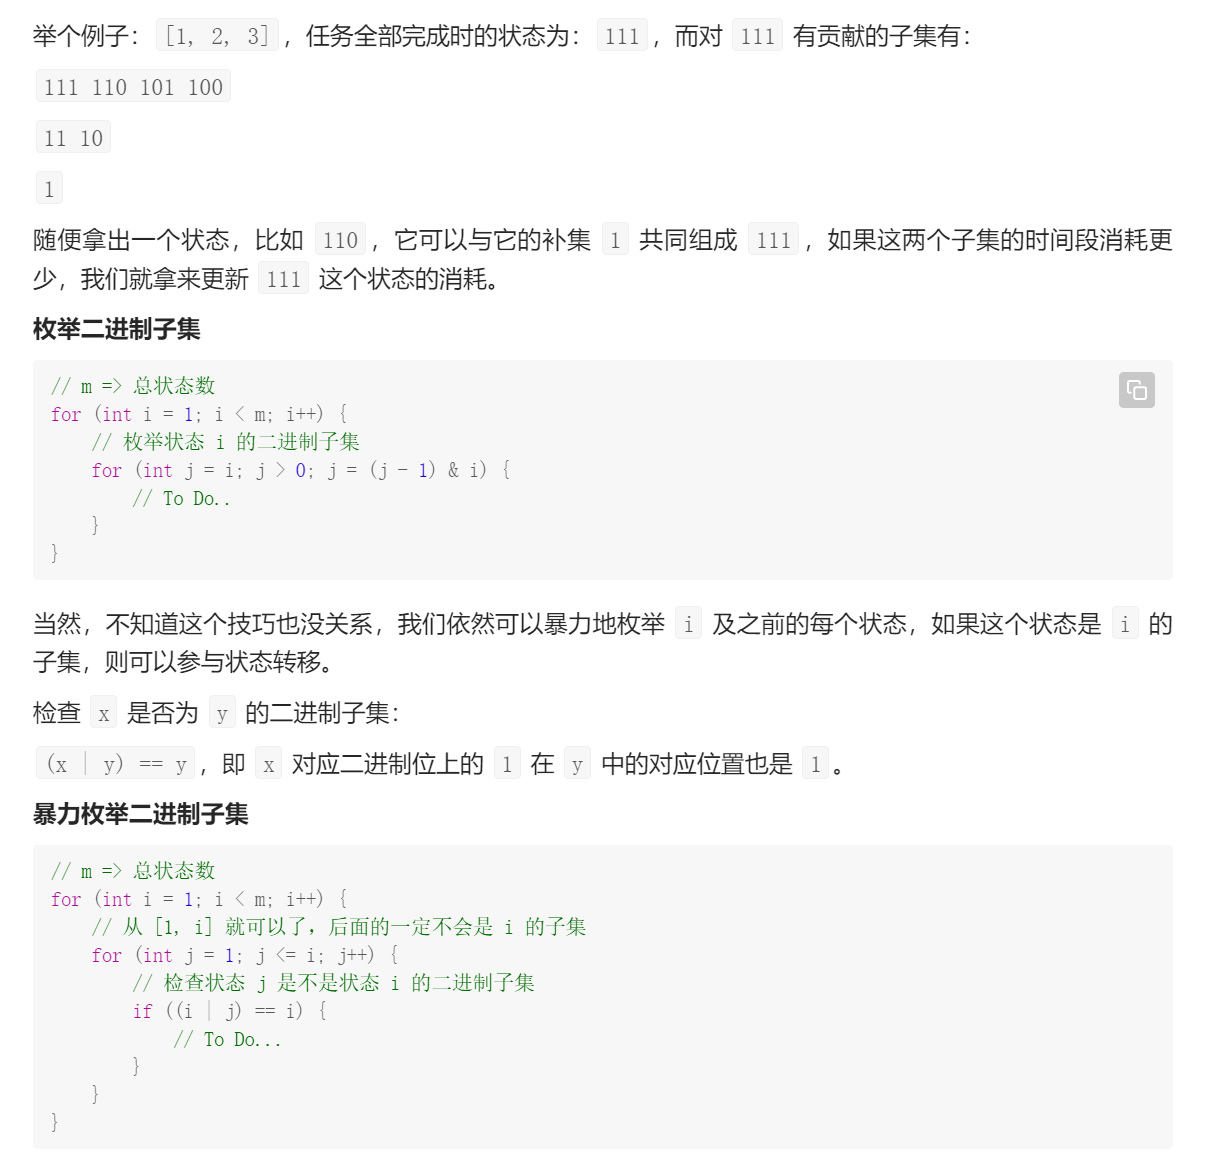 举个例子： [1, 2, 3] ，任务全部完成时的状态为： 111 ，而对 111 有贡献的子集有：
111 110 101 100
11 10
1
随便拿出一个状态，比如 110 ，它可以与它的补集 1 共同组成 111 ，如果这两个子集的时间段消耗更
少，我们就拿来更新 111 这个状态的消耗。
枚举二进制子集
// m => 总状态数
for (int i = 1; i < m; i++) {
    // 枚举状态 i 的二进制子集
    for (int j = i; j > 0; j = (j - 1) & i) {
        // To Do..
    }
}
当然，不知道这个技巧也没关系，我们依然可以暴力地枚举 i 及之前的每个状态，如果这个状态是 i 的
子集，则可以参与状态转移。
检查 x 是否为 y 的二进制子集：
(x | y) == y ，即 x 对应二进制位上的 1 在 y 中的对应位置也是 1 。
暴力枚举二进制子集
// m => 总状态数
for (int i = 1; i < m; i++) {
    // 从 [1, i] 就可以了，后面的一定不会是 i 的子集
    for (int j = 1; j <= i; j++) {
        // 检查状态 j 是不是状态 i 的二进制子集
        if ((i | j) == i) {
            // To Do...
        }
    }
}